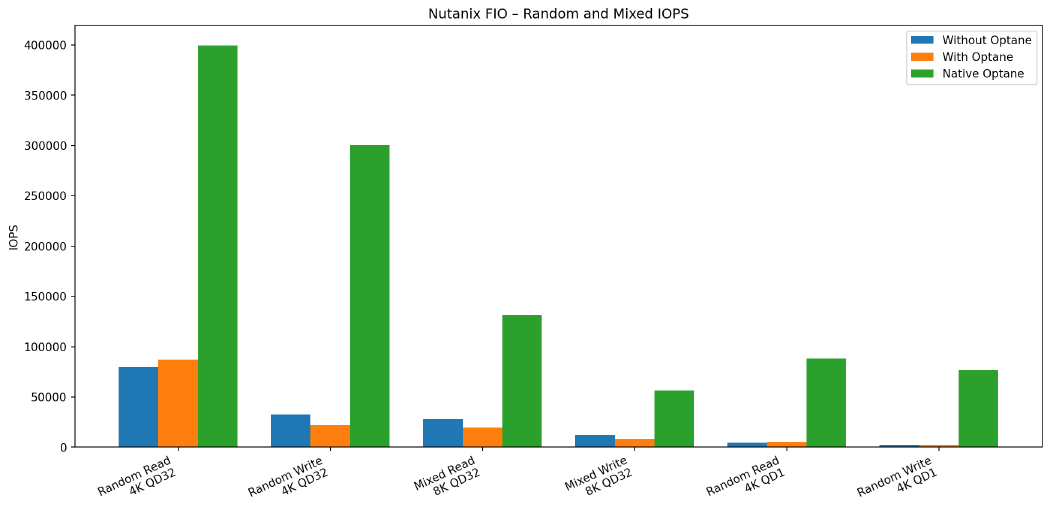 Nutanix FIO – Random and Mixed IOPS
Without Optane
With Optane
Native Optane
IOPS
400000
350000
300000
250000
200000
150000
100000
50000
0
Random Read
4K QD32
Random Write
4K QD32
Mixed Read
8K QD32
Mixed Write
8K QD32
Random Read
4K QD1
Random Write
4K QD1